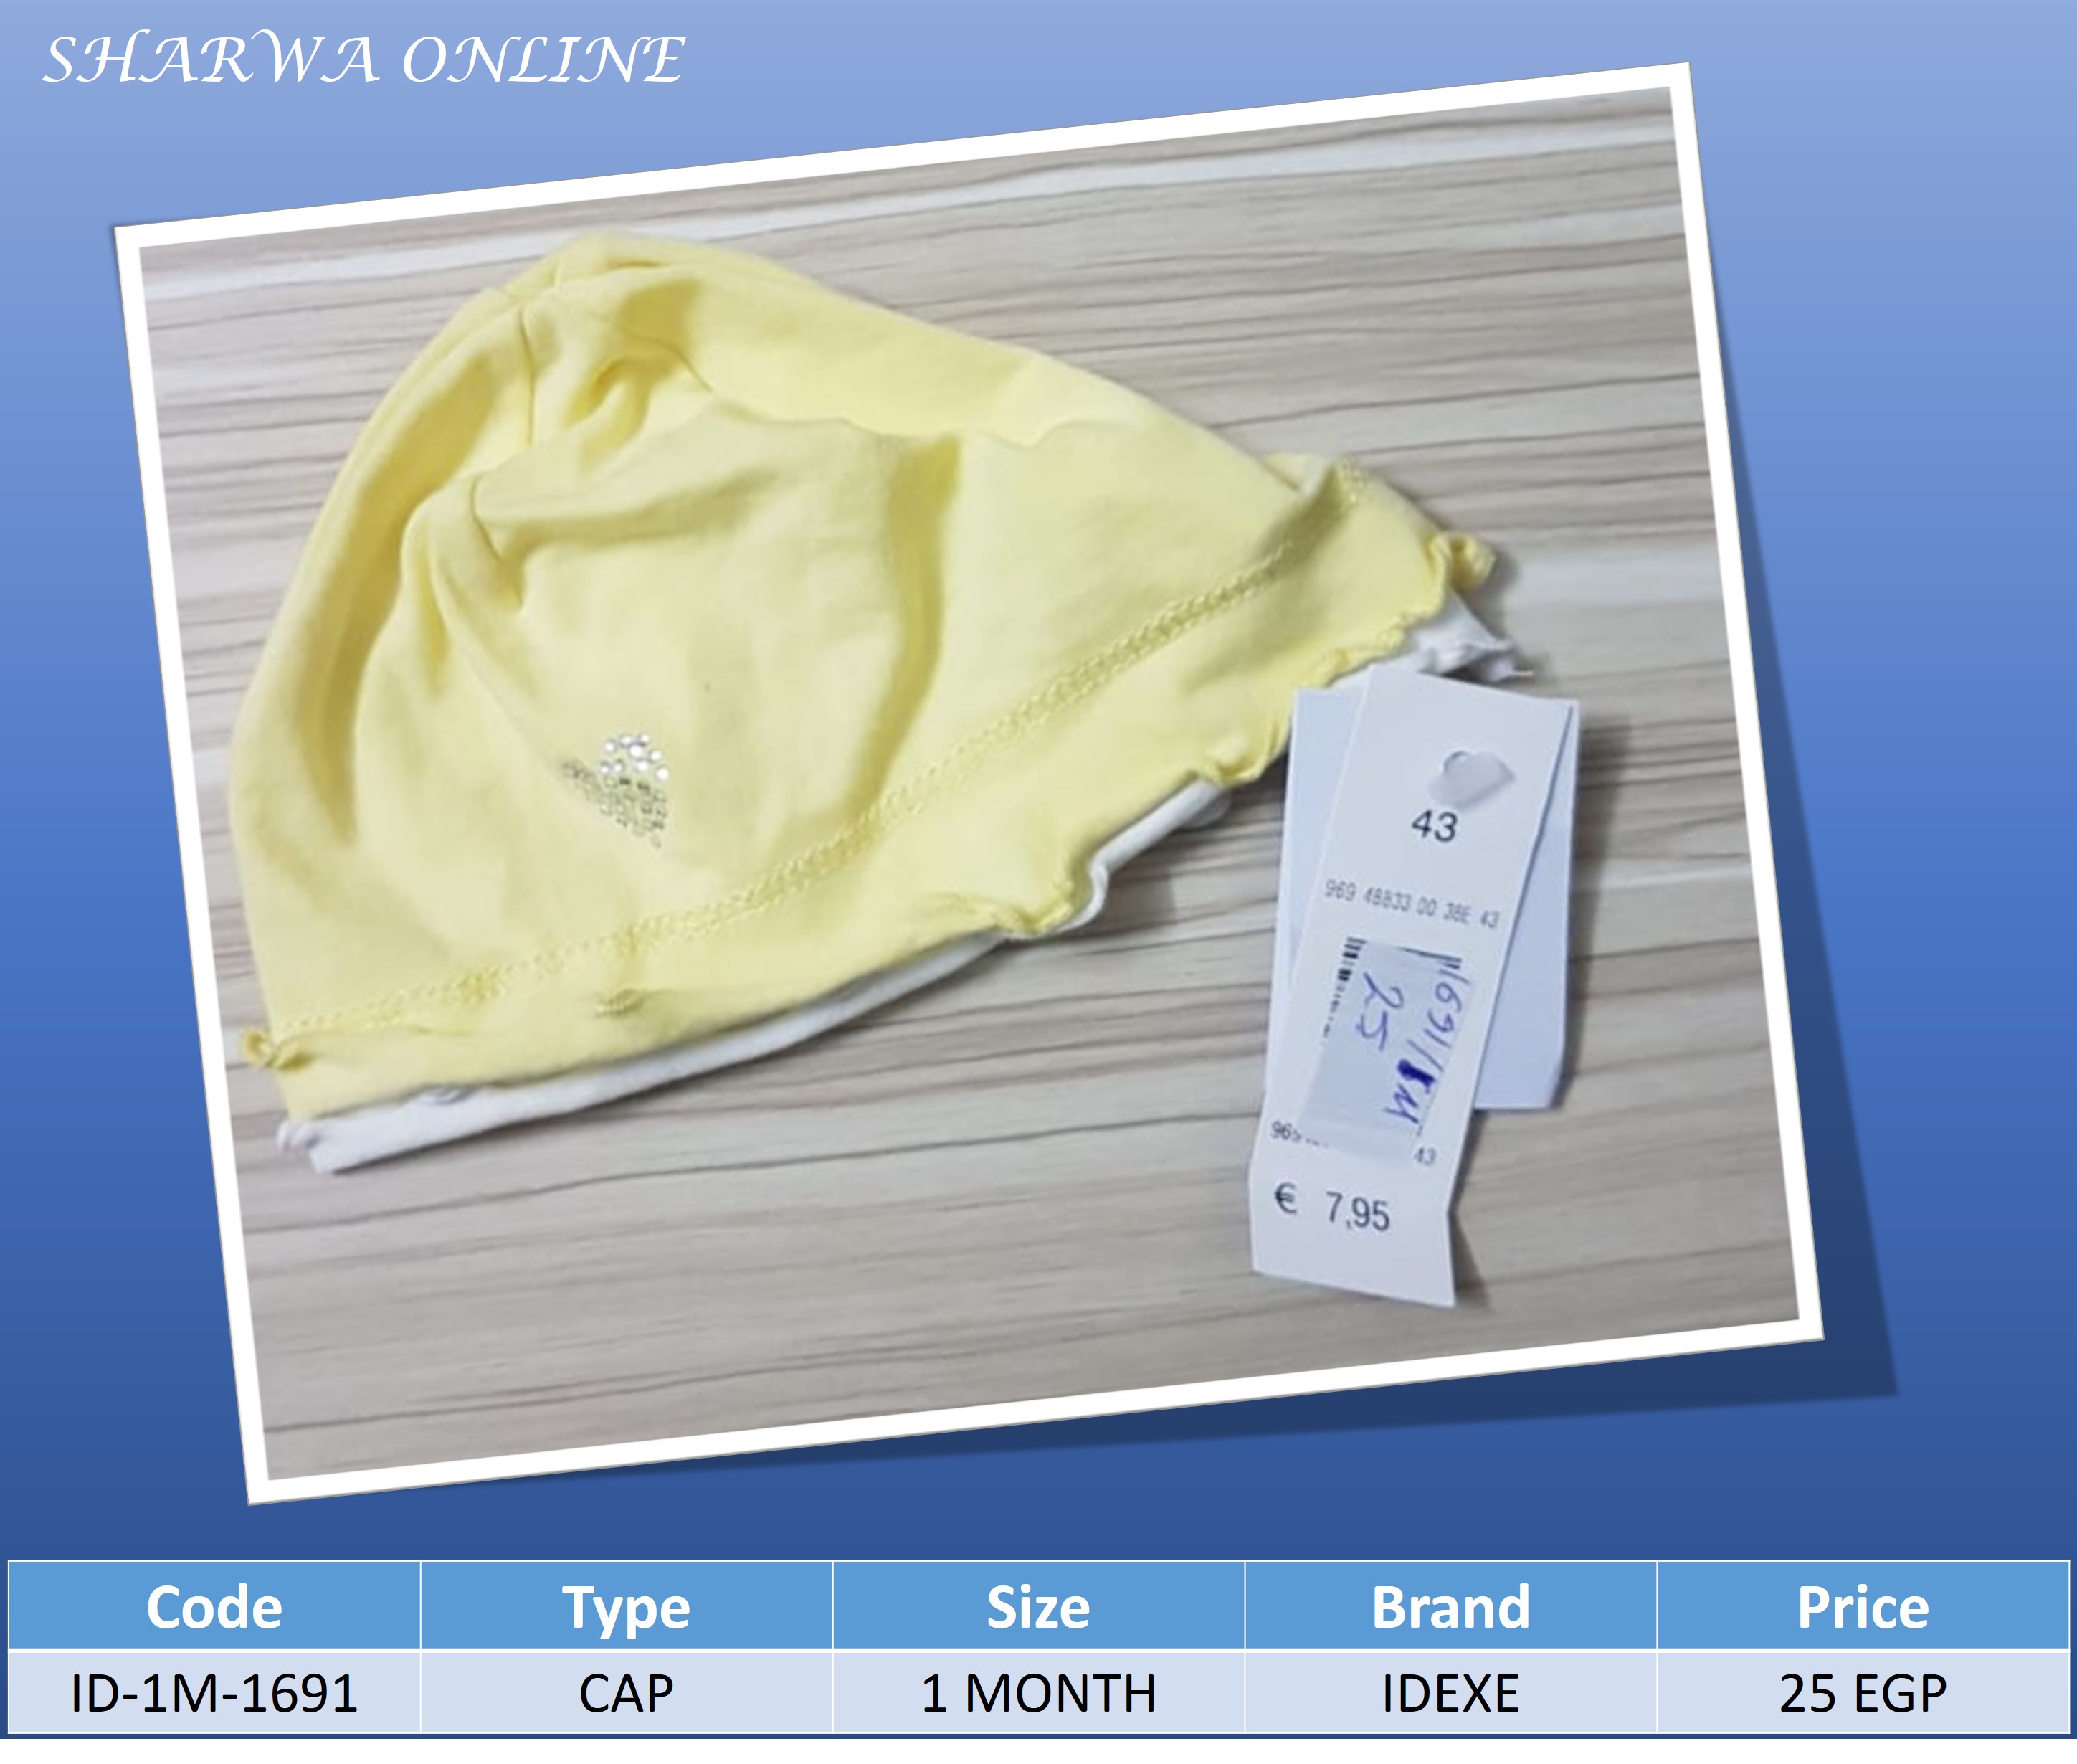 SHARWA ONLINE
43
969 48833 00 38E 43
25
43
€ 7,95
Code Type Size Brand Price
ID-1M-1691 CAP 1 MONTH IDEXE 25 EGP